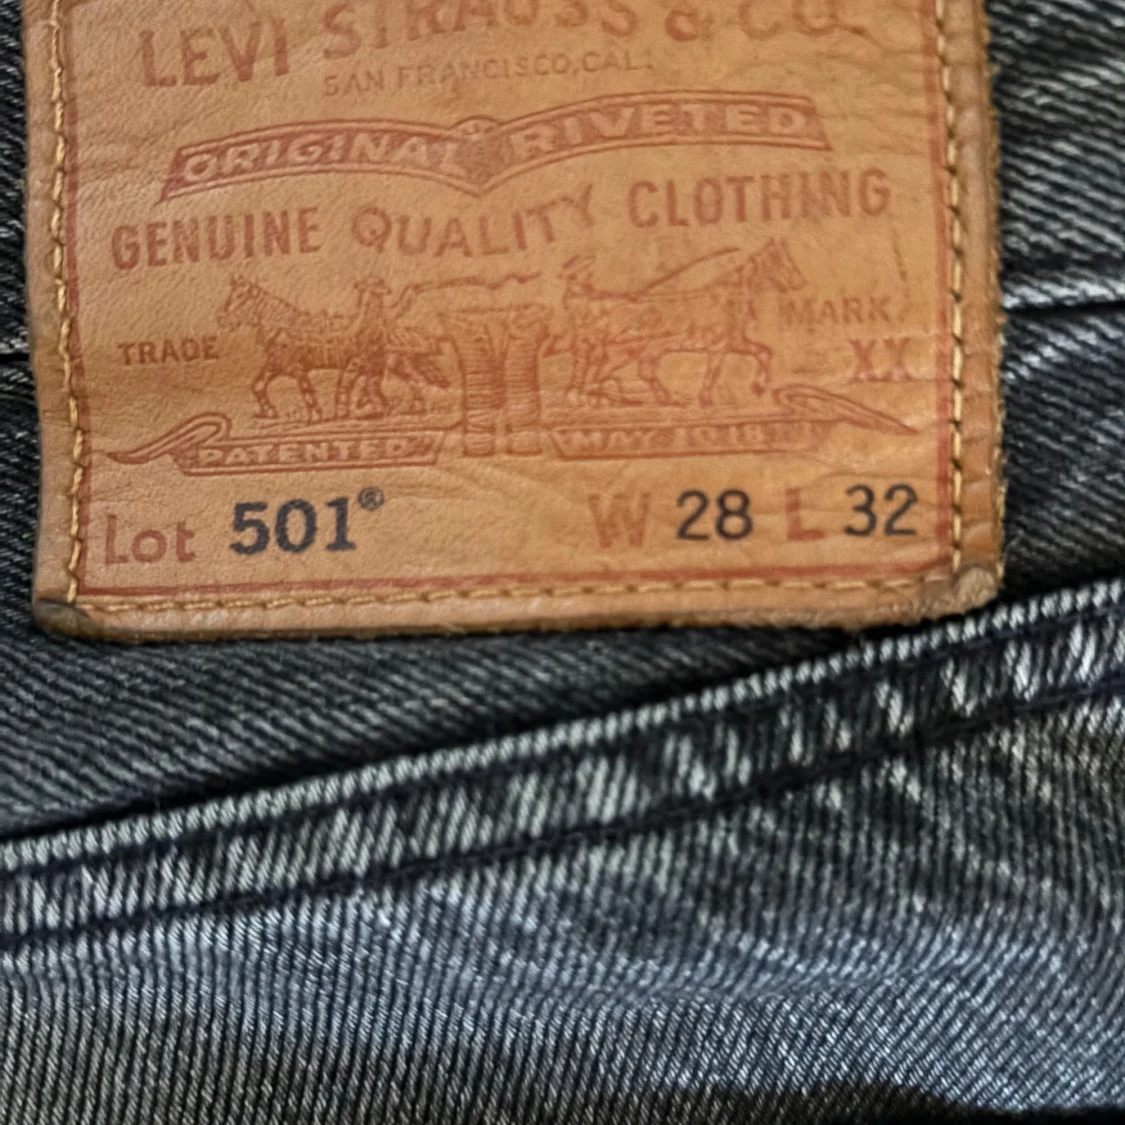 LEVI STRAUSS & CO.
SAN FRANCISCO, CAL.
ORIGINAL RIVETED
GENUINE QUALITY CLOTHING
TRADE MARK
XX
PATENTED MAY 20 1873
Lot 501® W 28 L 32